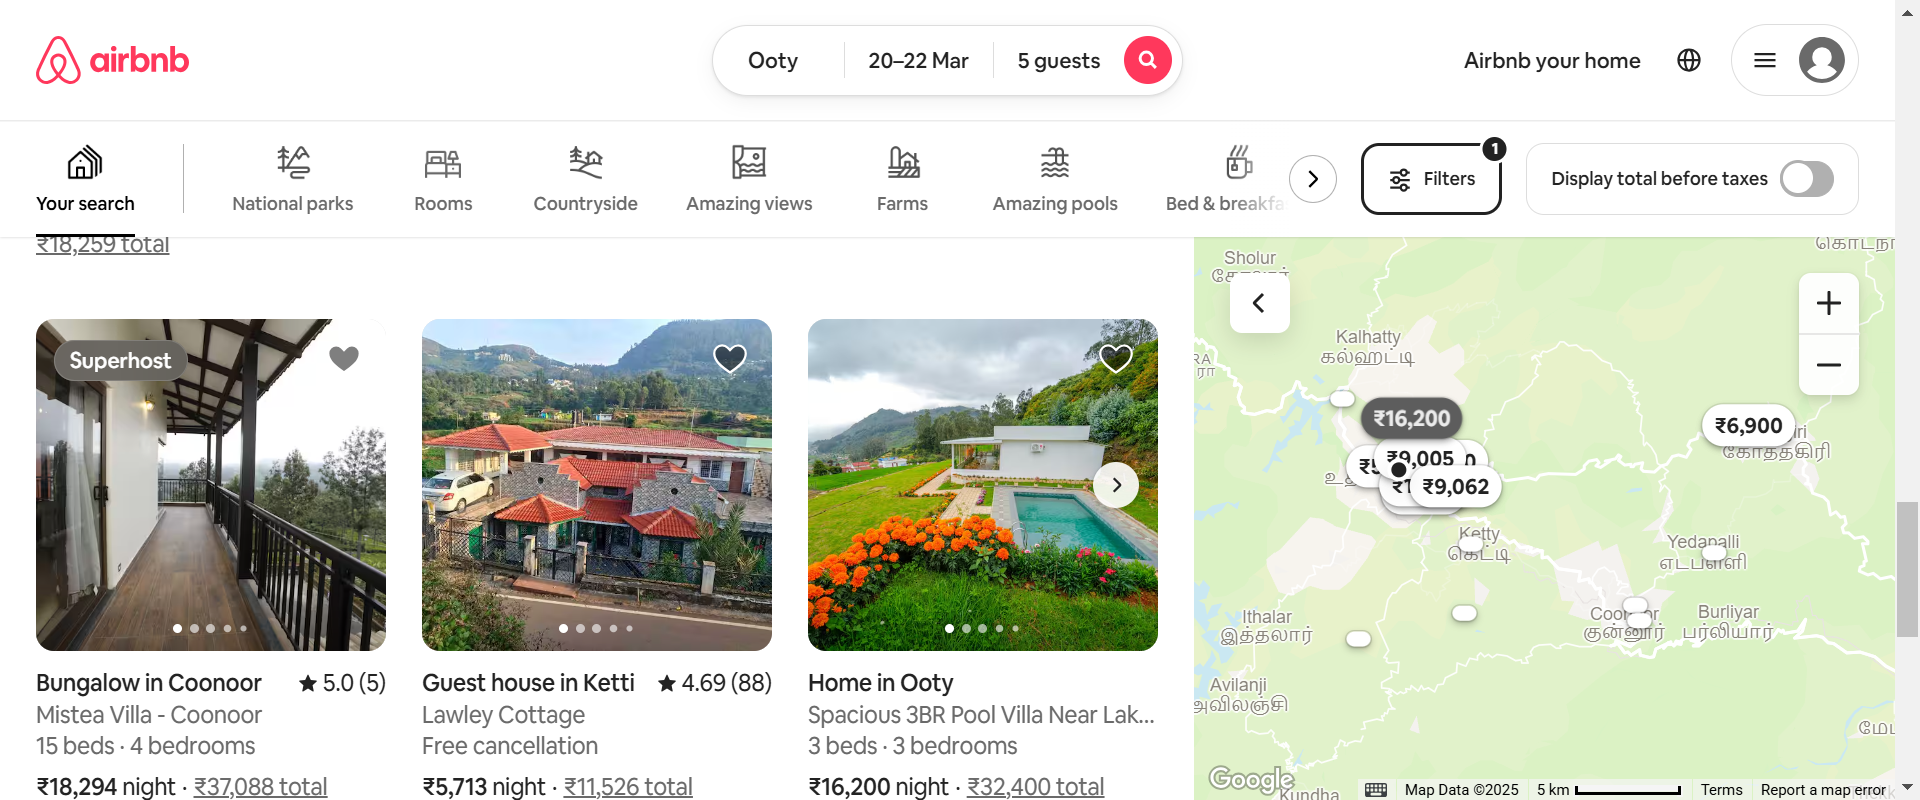 airbnb
Ooty
20–22 Mar
5 guests
Airbnb your home
Your search
National parks
Rooms
Countryside
Amazing views
Farms
Amazing pools
Bed & breakfa
Filters
1
Display total before taxes
₹18,259 total
Superhost
Bungalow in Coonoor
5.0 (5)
Mistea Villa - Coonoor
15 beds · 4 bedrooms
₹18,294 night · ₹37,088 total
Guest house in Ketti
4.69 (88)
Lawley Cottage
Free cancellation
₹5,713 night · ₹11,526 total
Home in Ooty
Spacious 3BR Pool Villa Near Lak...
3 beds · 3 bedrooms
₹16,200 night · ₹32,400 total
Sholur
Kalhatty
கல்ஹட்டி
₹16,200
₹6,900
கோத்தகிரி
₹9,005
₹9,062
Ketty
கெட்டி
Yedapalli
எடபள்ளி
Ithalar
இத்தலார்
குன்னூர்
Burliyar
பர்லியார்
Avilanji
அவிலஞ்சி
Google
Kundha
Map Data ©2025
5 km
Terms
Report a map error